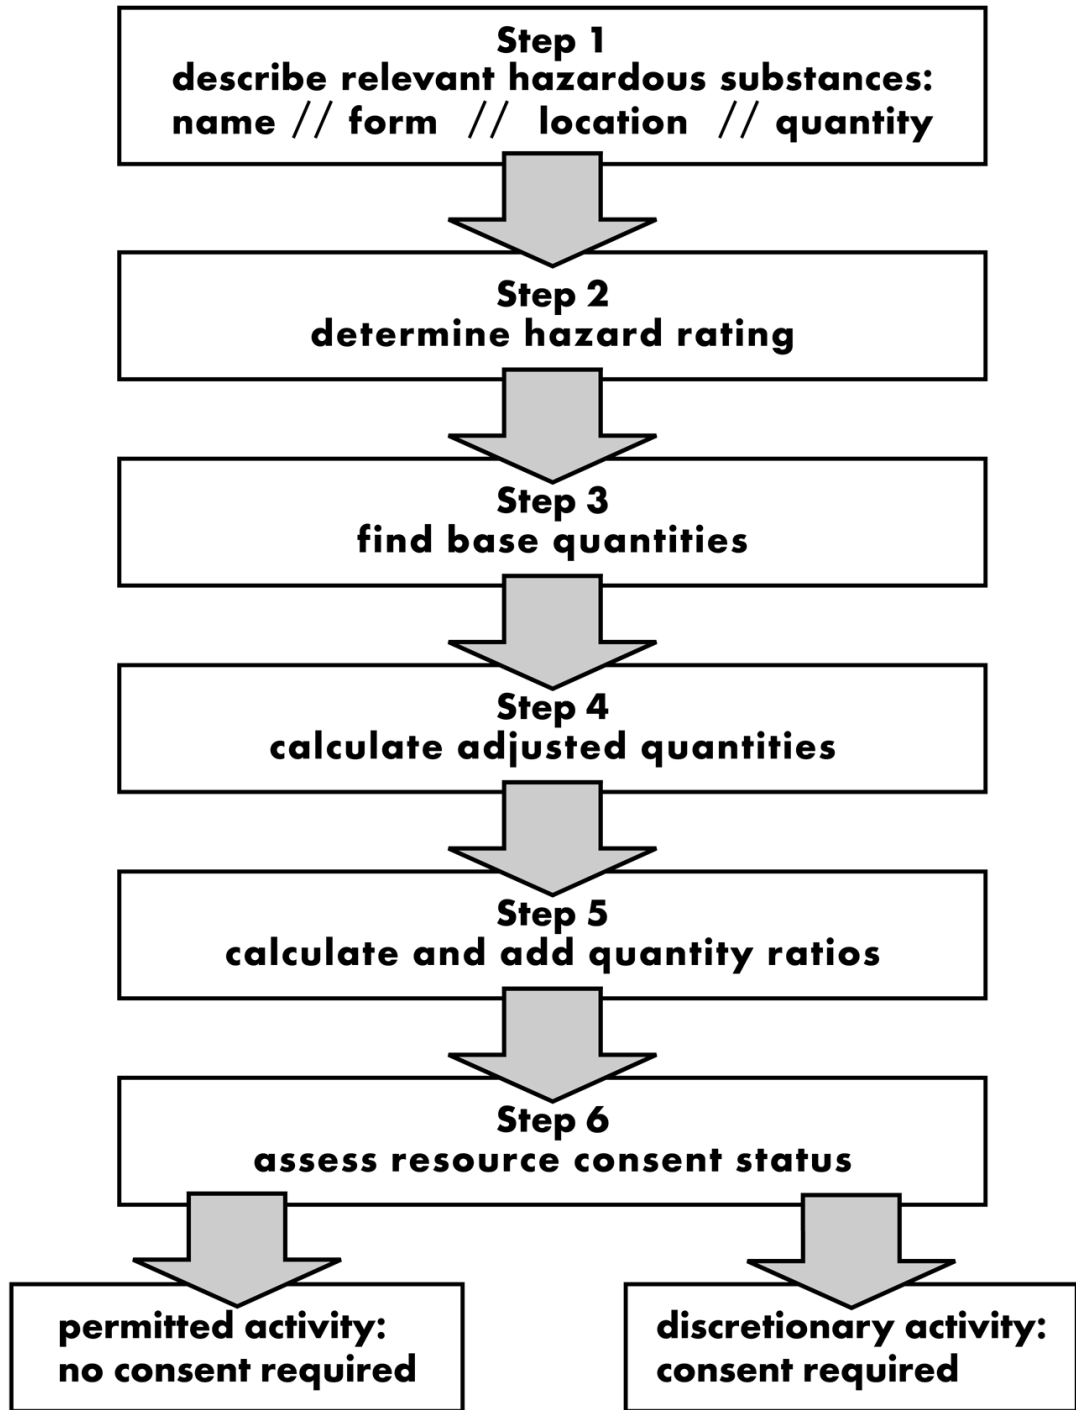 Step 1
describe relevant hazardous substances:
name // form // location // quantity
Step 2
determine hazard rating
Step 3
find base quantities
Step 4
calculate adjusted quantities
Step 5
calculate and add quantity ratios
Step 6
assess resource consent status
permitted activity:
no consent required
discretionary activity:
consent required